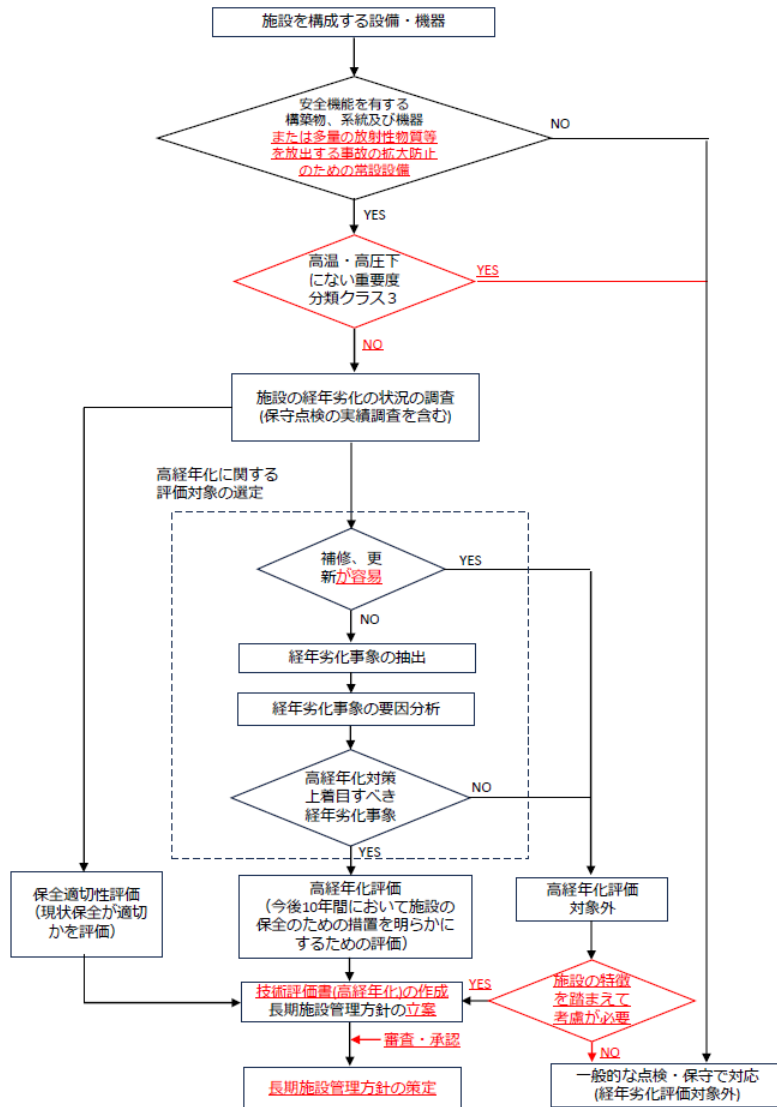 施設を構成する設備・機器
安全機能を有する
構築物、系統及び機器
または多量の放射性物質等
を放出する事故の拡大防止
のための常設設備
NO
YES
高温・高圧下
にない重要度
分類クラス３
YES
NO
施設の経年劣化の状況の調査
(保守点検の実績調査を含む)
高経年化に関する
評価対象の選定
補修、更
新が容易
YES
NO
経年劣化事象の抽出
経年劣化事象の要因分析
高経年化対策
上着目すべき
経年劣化事象
NO
YES
保全適切性評価
（現状保全が適切
かを評価）
高経年化評価
（今後10年間において施設の
保全のための措置を明らかに
するための評価）
高経年化評価
対象外
技術評価書(高経年化)の作成
長期施設管理方針の立案
YES
施設の特徴
を踏まえて
考慮が必要
審査・承認
NO
長期施設管理方針の策定
一般的な点検・保守で対応
(経年劣化評価対象外)